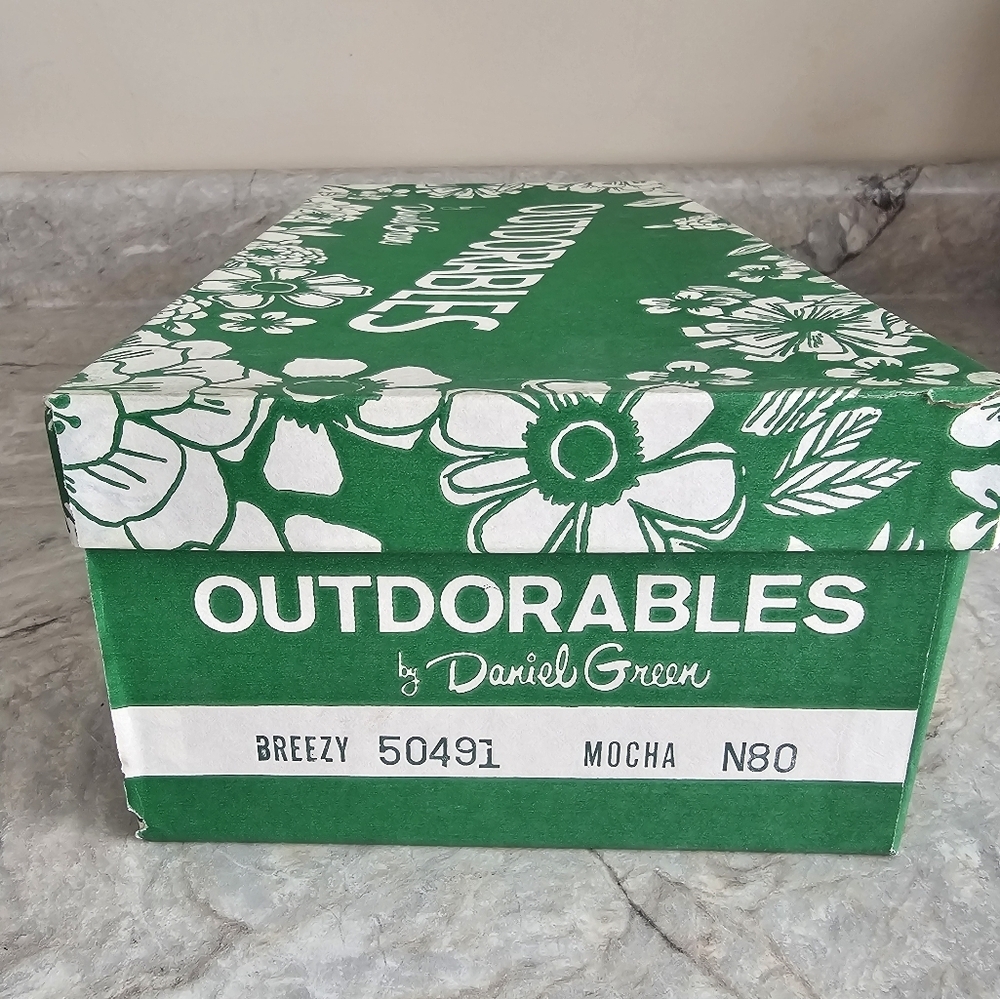 by
Daniel Green
OUTDORABLES
OUTDORABLES
by Daniel Green
BREEZY 50491 MOCHA N80